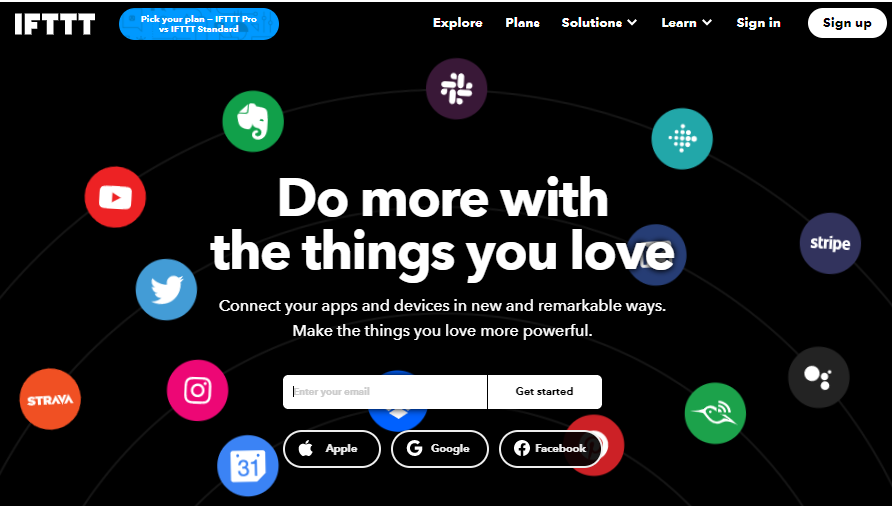 IFTTT
Pick your plan — IFTTT Pro
vs IFTTT Standard
Explore
Plans
Solutions
Learn
Sign in
Sign up
Do more with
the things you love
stripe
Connect your apps and devices in new and remarkable ways.
Make the things you love more powerful.
Enter your email
Get started
STRAVA
31
Apple
Google
Facebook